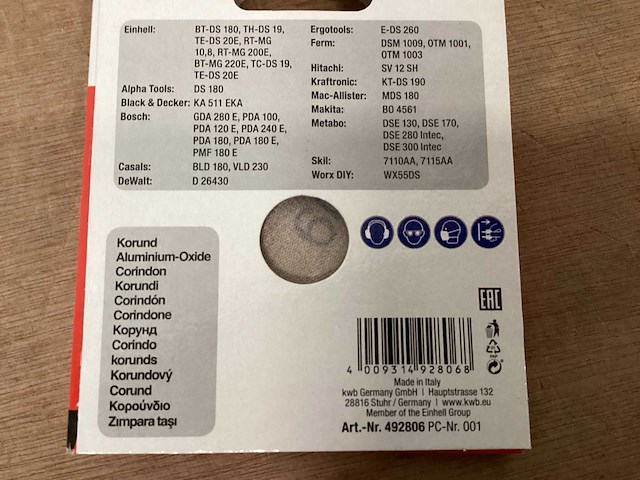 Einhell: BT-DS 180, TH-DS 19,
TE-DS 20E, RT-MG
10,8, RT-MG 200E,
BT-MG 220E, TC-DS 19,
TE-DS 20E
Alpha Tools: DS 180
Black & Decker: KA 511 EKA
Bosch: GDA 280 E, PDA 100,
PDA 120 E, PDA 240 E,
PDA 180, PDA 180 E,
PMF 180 E
Casals: BLD 180, VLD 230
DeWalt: D 26430
Ergotools: E-DS 260
Ferm: DSM 1009, OTM 1001,
OTM 1003
Hitachi: SV 12 SH
Kraftronic: KT-DS 190
Mac-Allister: MDS 180
Makita: BO 4561
Metabo: DSE 130, DSE 170,
DSE 280 Intec,
DSE 300 Intec
Skil: 7110AA, 7115AA
Worx DIY: WX55DS
Korund
Aluminium-Oxide
Corindon
Korundi
Corindón
Corindone
Корунд
Corindo
korunds
Korundový
Corund
Κορούνδιο
Zımpara taşı
EAC
4 009314 928068
Made in Italy
kwb Germany GmbH | Hauptstrasse 132
28816 Stuhr / Germany | www.kwb.eu
Member of the Einhell Group
Art.-Nr. 492806 PC-Nr. 001